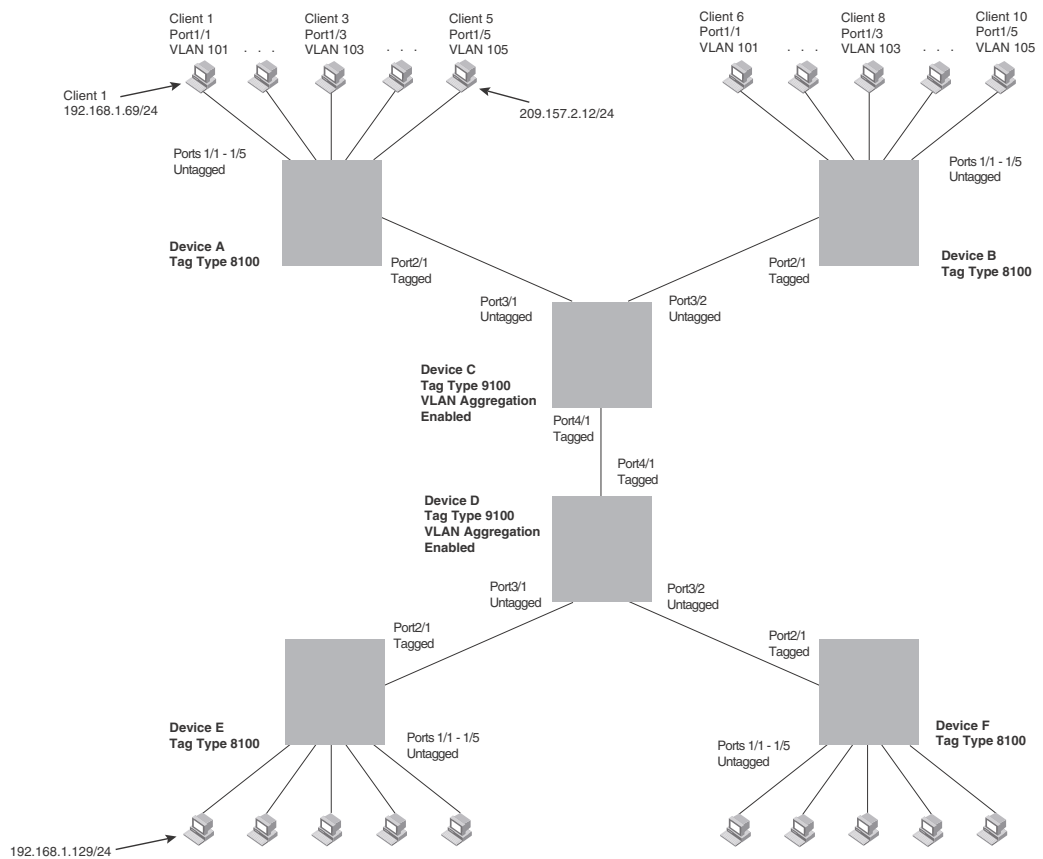 Client 1
Port1/1
VLAN 101
. . .
Client 3
Port1/3
VLAN 103
. . .
Client 5
Port1/5
VLAN 105
Client 6
Port1/1
VLAN 101
. . .
Client 8
Port1/3
VLAN 103
. . .
Client 10
Port1/5
VLAN 105
Client 1
192.168.1.69/24
209.157.2.12/24
Ports 1/1 - 1/5
Untagged
Ports 1/1 - 1/5
Untagged
Device A
Tag Type 8100
Port2/1
Tagged
Port2/1
Tagged
Device B
Tag Type 8100
Port3/1
Untagged
Port3/2
Untagged
Device C
Tag Type 9100
VLAN Aggregation
Enabled
Port4/1
Tagged
Port4/1
Tagged
Device D
Tag Type 9100
VLAN Aggregation
Enabled
Port3/1
Untagged
Port3/2
Untagged
Port2/1
Tagged
Port2/1
Tagged
Device E
Tag Type 8100
Ports 1/1 - 1/5
Untagged
Ports 1/1 - 1/5
Untagged
Device F
Tag Type 8100
192.168.1.129/24